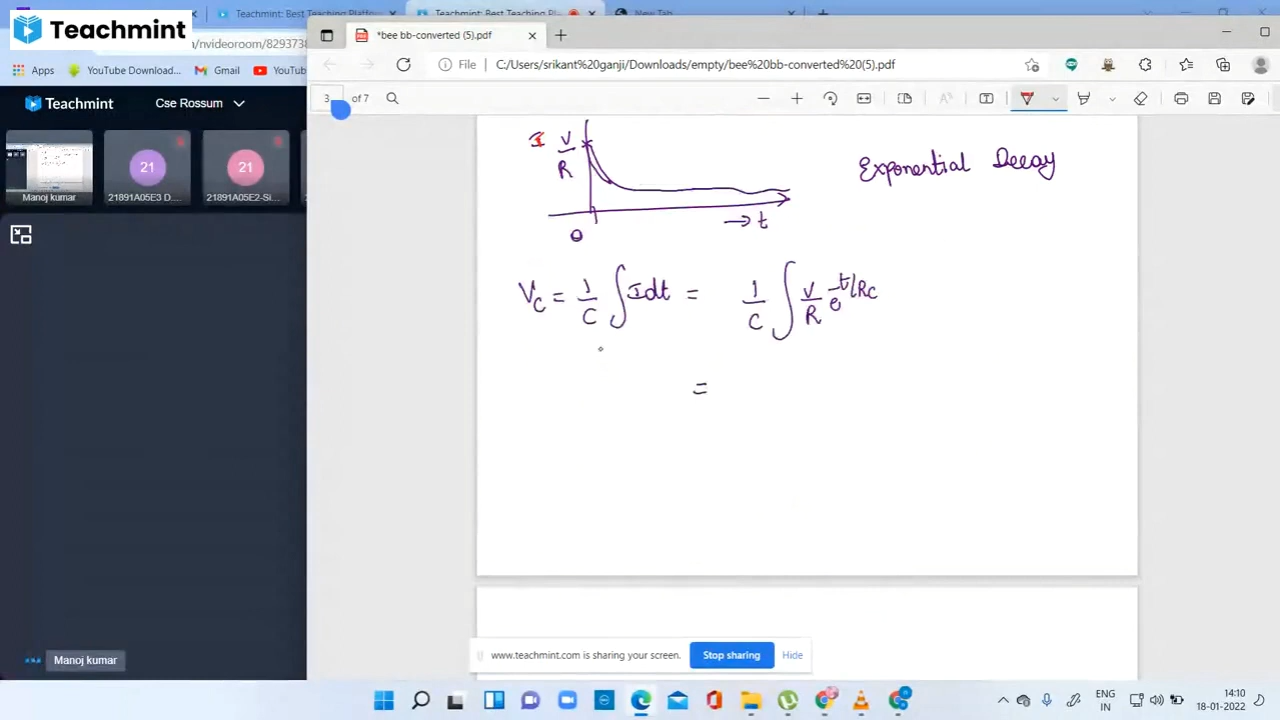 Teachmint
Teachmint: Best Teaching P
Teachmint: Best Teaching P
New Tab
nvideoroom/829373
*bee bb-converted (5).pdf
File C:/Users/srikant%20ganji/Downloads/empty/bee%20bb-converted%20(5).pdf
Apps YouTube Download... Gmail YouTu
3 of 7
Teachmint Cse Rossum
21 21
Manoj kumar 21891A05E3 D... 21891A05E2-Si...
I V/R
Exponential Decay
0 → t
V_C = 1/C ∫ I dt = 1/C ∫ V/R e^-t/RC
=
www.teachmint.com is sharing your screen. Stop sharing Hide
Manoj kumar
ENG
IN
14:10
18-01-2022